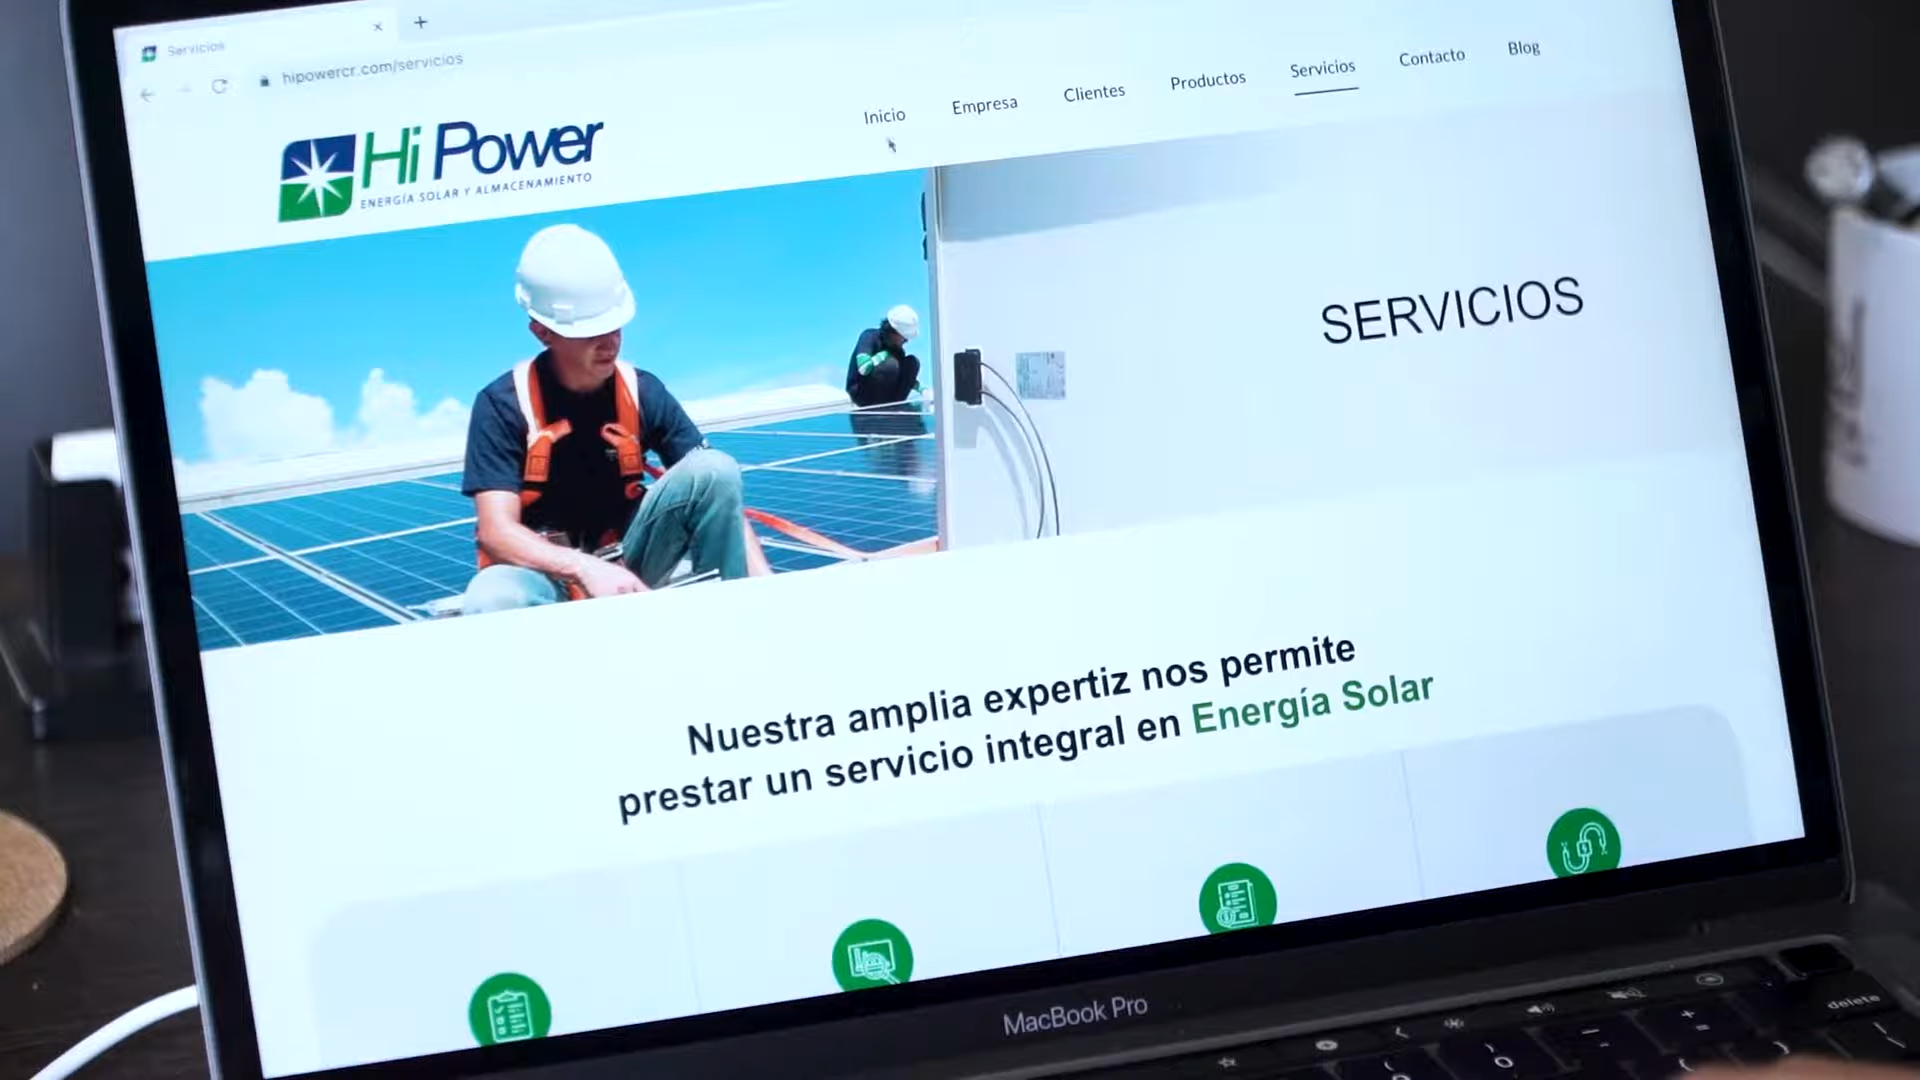 Servicios
hipowercr.com/servicios
Hi Power
ENERGÍA SOLAR Y ALMACENAMIENTO
Inicio
Empresa
Clientes
Productos
Servicios
Contacto
Blog
SERVICIOS
Nuestra amplia expertiz nos permite
prestar un servicio integral en Energía Solar
MacBook Pro
delete